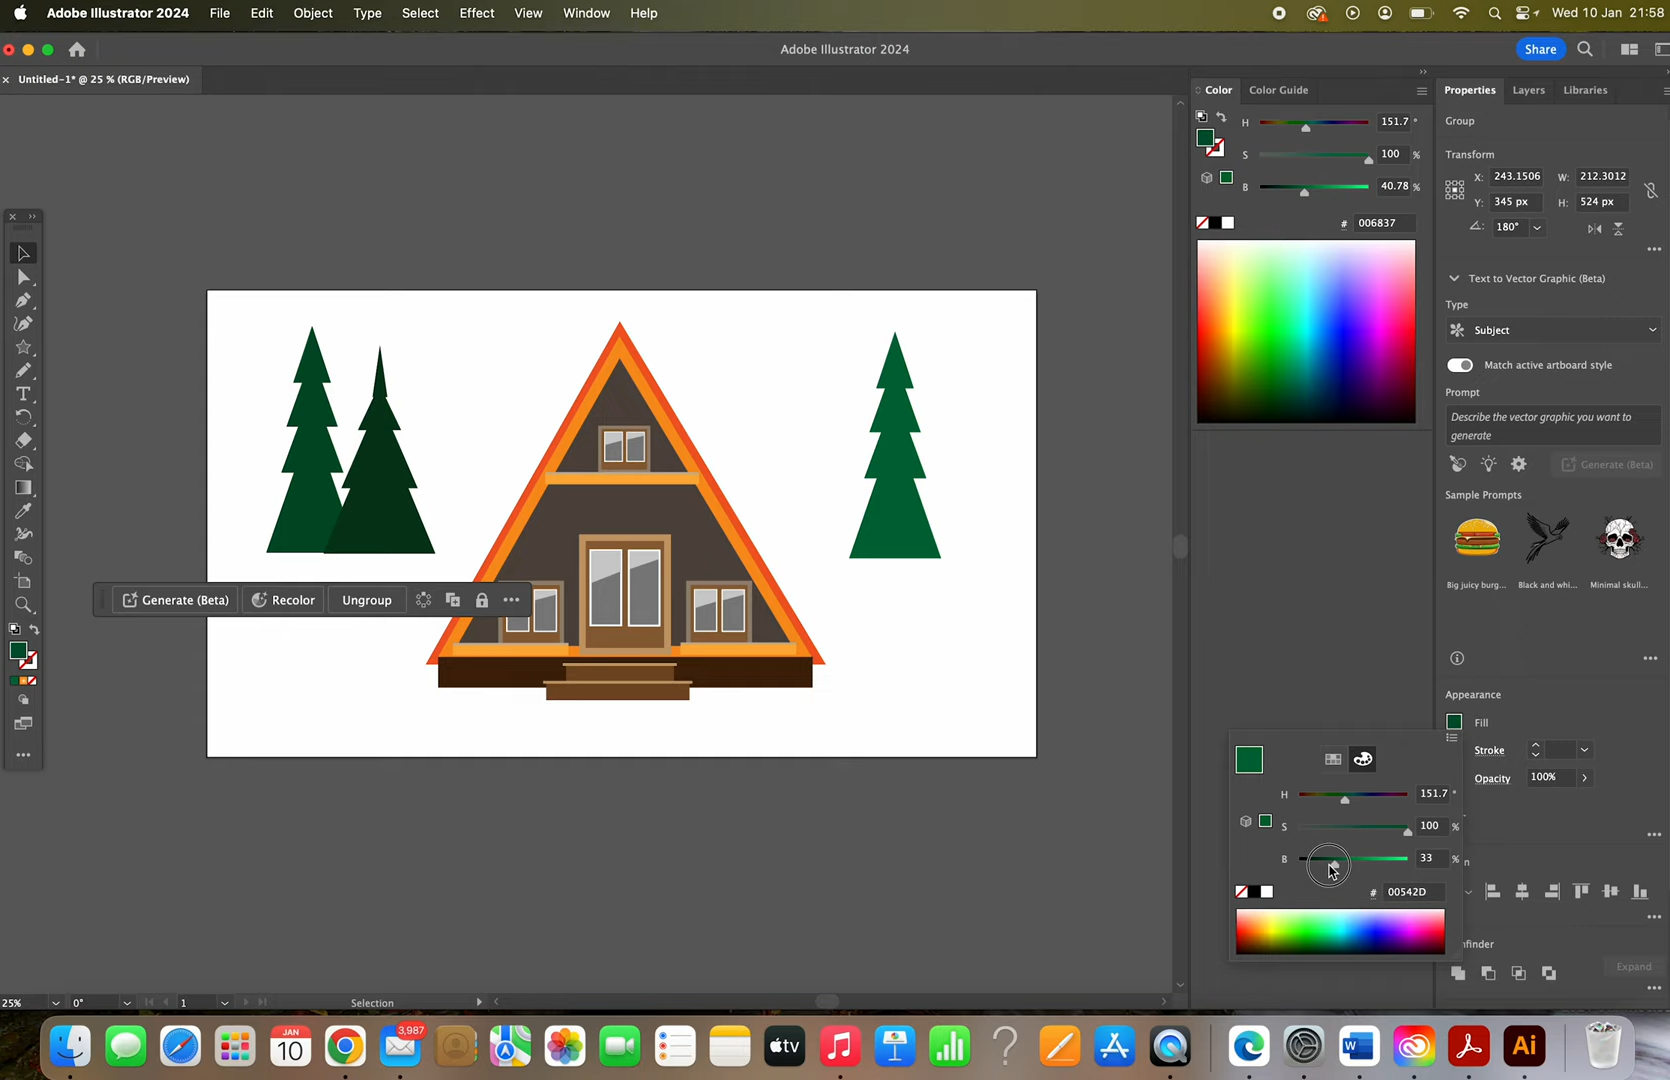 Adobe Illustrator 2024 File Edit Object Type Select Effect View Window Help Wed 10 Jan 21:58
Adobe Illustrator 2024 Share
× Untitled-1* @ 25 % (RGB/Preview)
Color Color Guide
H 151.7 °
S 100 %
B 40.78 %
# 006837
Properties Layers Libraries
Group
Transform
X: 243.1506 W: 212.3012
Y: 345 px H: 524 px
180°
Text to Vector Graphic (Beta)
Type
Subject
Match active artboard style
Prompt
Describe the vector graphic you want to
generate
Generate (Beta)
Sample Prompts
Big juicy burg... Black and whi... Minimal skull...
Generate (Beta) Recolor Ungroup
Appearance
Fill
Stroke
Opacity 100%
H 151.7 °
S 100 %
B 33 %
# 00542D
n
hfinder
Expand
25% 0° 1 Selection
JAN
10
3,987
tv
W
Ai